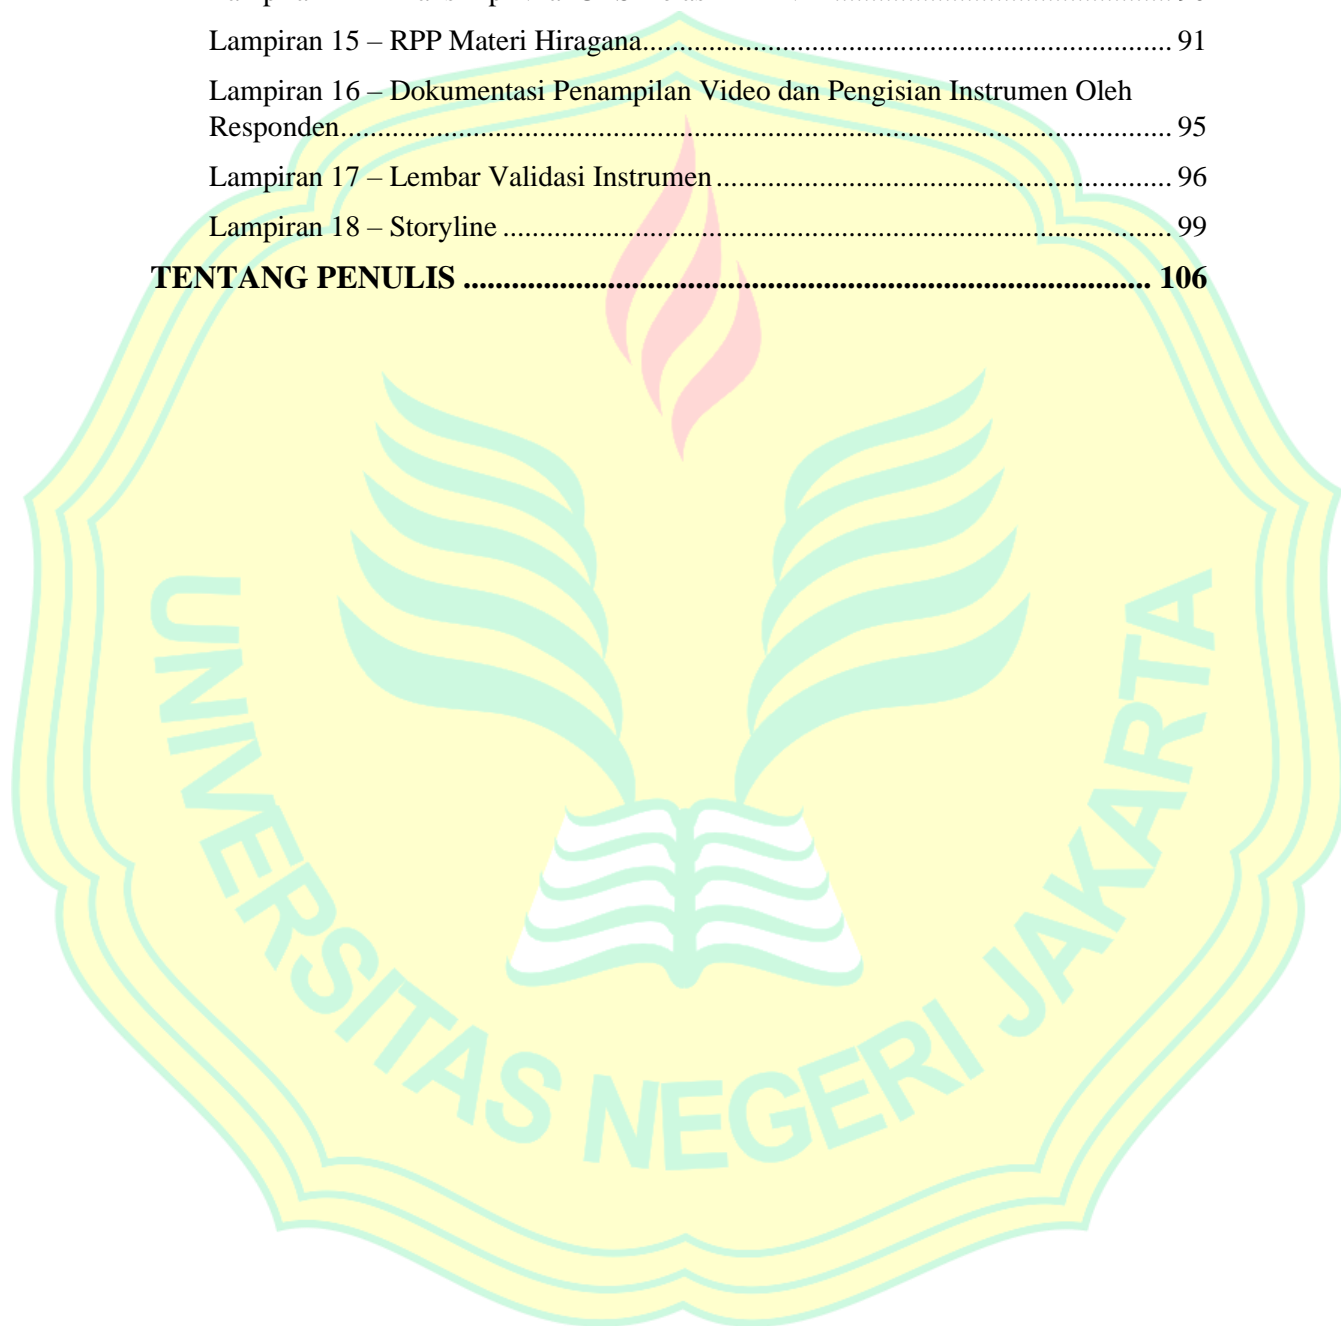 Lampiran 15 – RPP Materi Hiragana........................................................................ 91
Lampiran 16 – Dokumentasi Penampilan Video dan Pengisian Instrumen Oleh
Responden................................................................................................................ 95
Lampiran 17 – Lembar Validasi Instrumen.............................................................. 96
Lampiran 18 – Storyline........................................................................................... 99
TENTANG PENULIS ...................................................................................... 106
UNIVERSITAS NEGERI JAKARTA